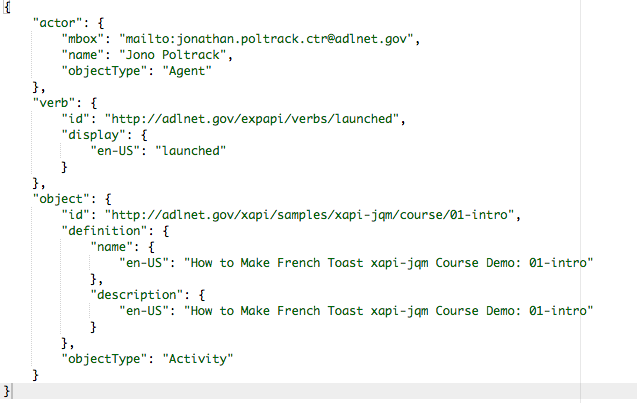 {
    "actor": {
        "mbox": "mailto:jonathan.poltrack.ctr@adlnet.gov",
        "name": "Jono Poltrack",
        "objectType": "Agent"
    },
    "verb": {
        "id": "http://adlnet.gov/expapi/verbs/launched",
        "display": {
            "en-US": "launched"
        }
    },
    "object": {
        "id": "http://adlnet.gov/xapi/samples/xapi-jqm/course/01-intro",
        "definition": {
            "name": {
                "en-US": "How to Make French Toast xapi-jqm Course Demo: 01-intro"
            },
            "description": {
                "en-US": "How to Make French Toast xapi-jqm Course Demo: 01-intro"
            }
        },
        "objectType": "Activity"
    }
}